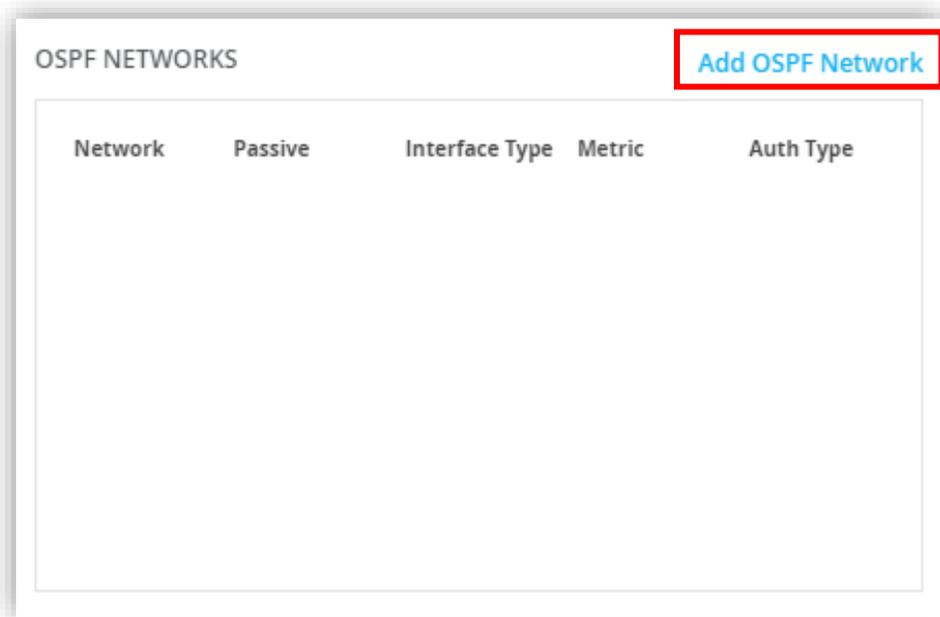 OSPF NETWORKS Add OSPF Network
Network Passive Interface Type Metric Auth Type